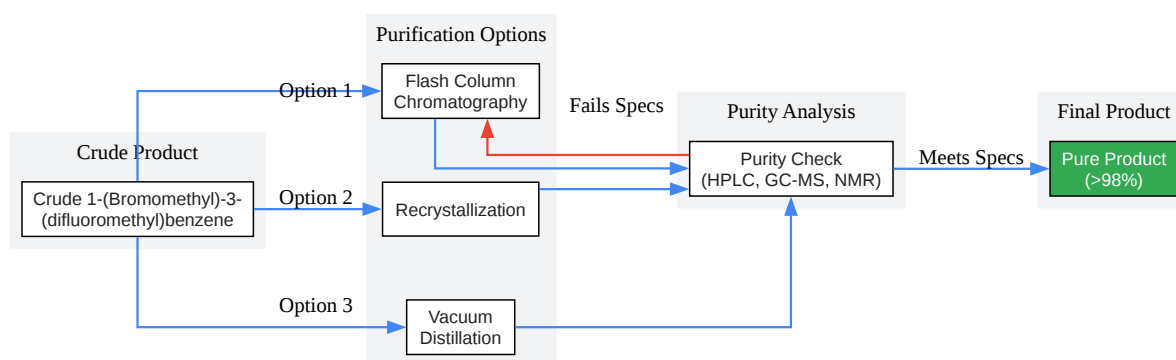 Purification Options
Option 1
Flash Column
Chromatography
Fails Specs
Purity Analysis
Final Product
Crude Product
Purity Check
(HPLC, GC-MS, NMR)
Meets Specs
Pure Product
(>98%)
Crude 1-(Bromomethyl)-3-
(difluoromethyl)benzene
Option 2
Recrystallization
Option 3
Vacuum
Distillation